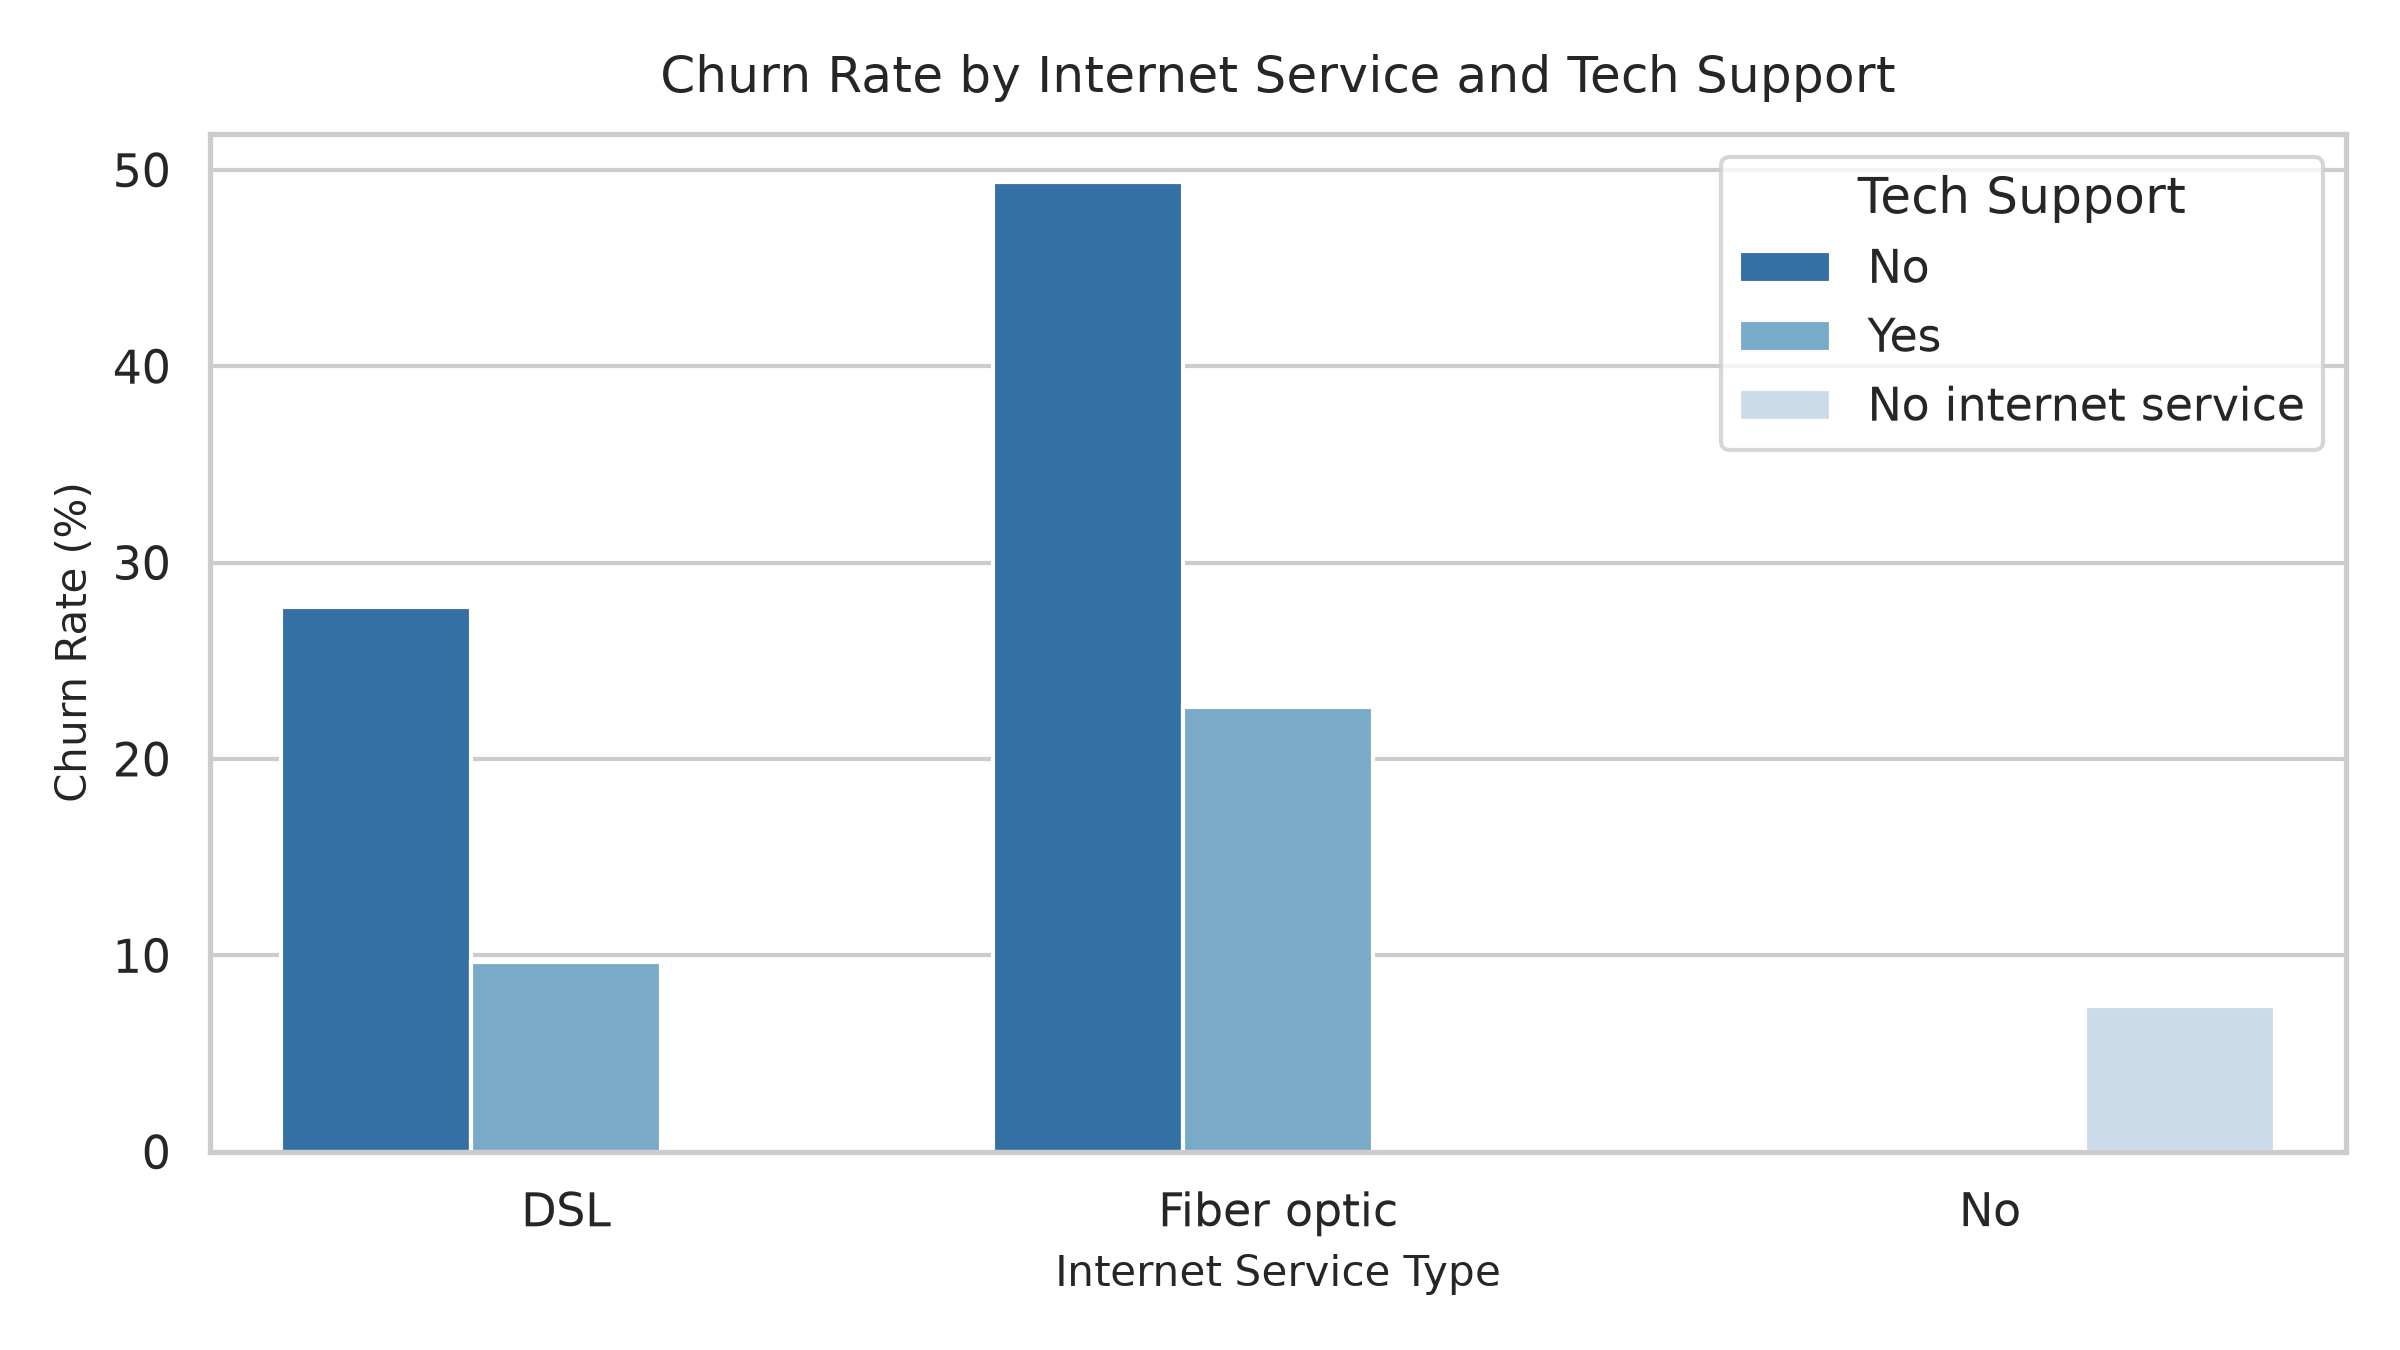 Churn Rate by Internet Service and Tech Support
Churn Rate (%)
50
40
30
20
10
0
Tech Support
No
Yes
No internet service
DSL
Fiber optic
No
Internet Service Type